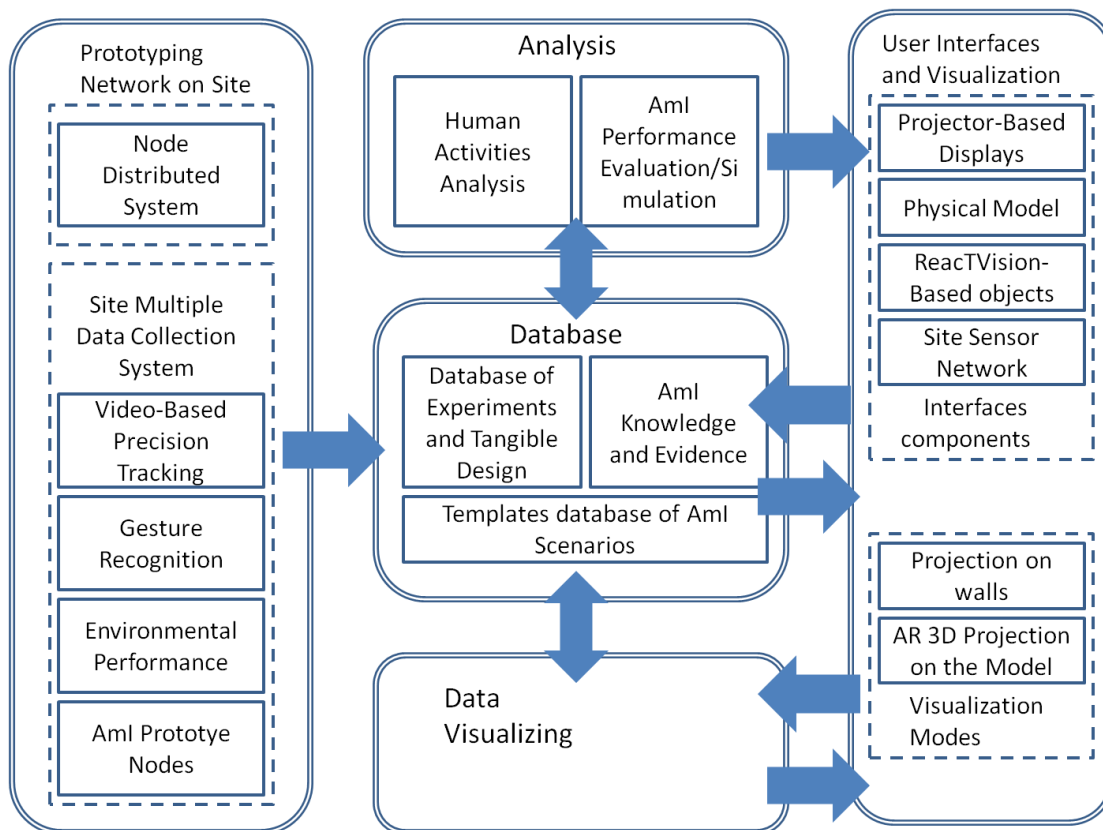 Prototyping
Network on Site
Node
Distributed
System
Site Multiple
Data Collection
System
Video-Based
Precision
Tracking
Gesture
Recognition
Environmental
Performance
AmI Prototye
Nodes
Analysis
Human
Activities
Analysis
AmI
Performance
Evaluation/Si
mulation
Database
Database of
Experiments
and Tangible
Design
AmI
Knowledge
and Evidence
Templates database of AmI
Scenarios
Data
Visualizing
User Interfaces
and Visualization
Projector-Based
Displays
Physical Model
ReacTVision-
Based objects
Site Sensor
Network
Interfaces
components
Projection on
walls
AR 3D Projection
on the Model
Visualization
Modes